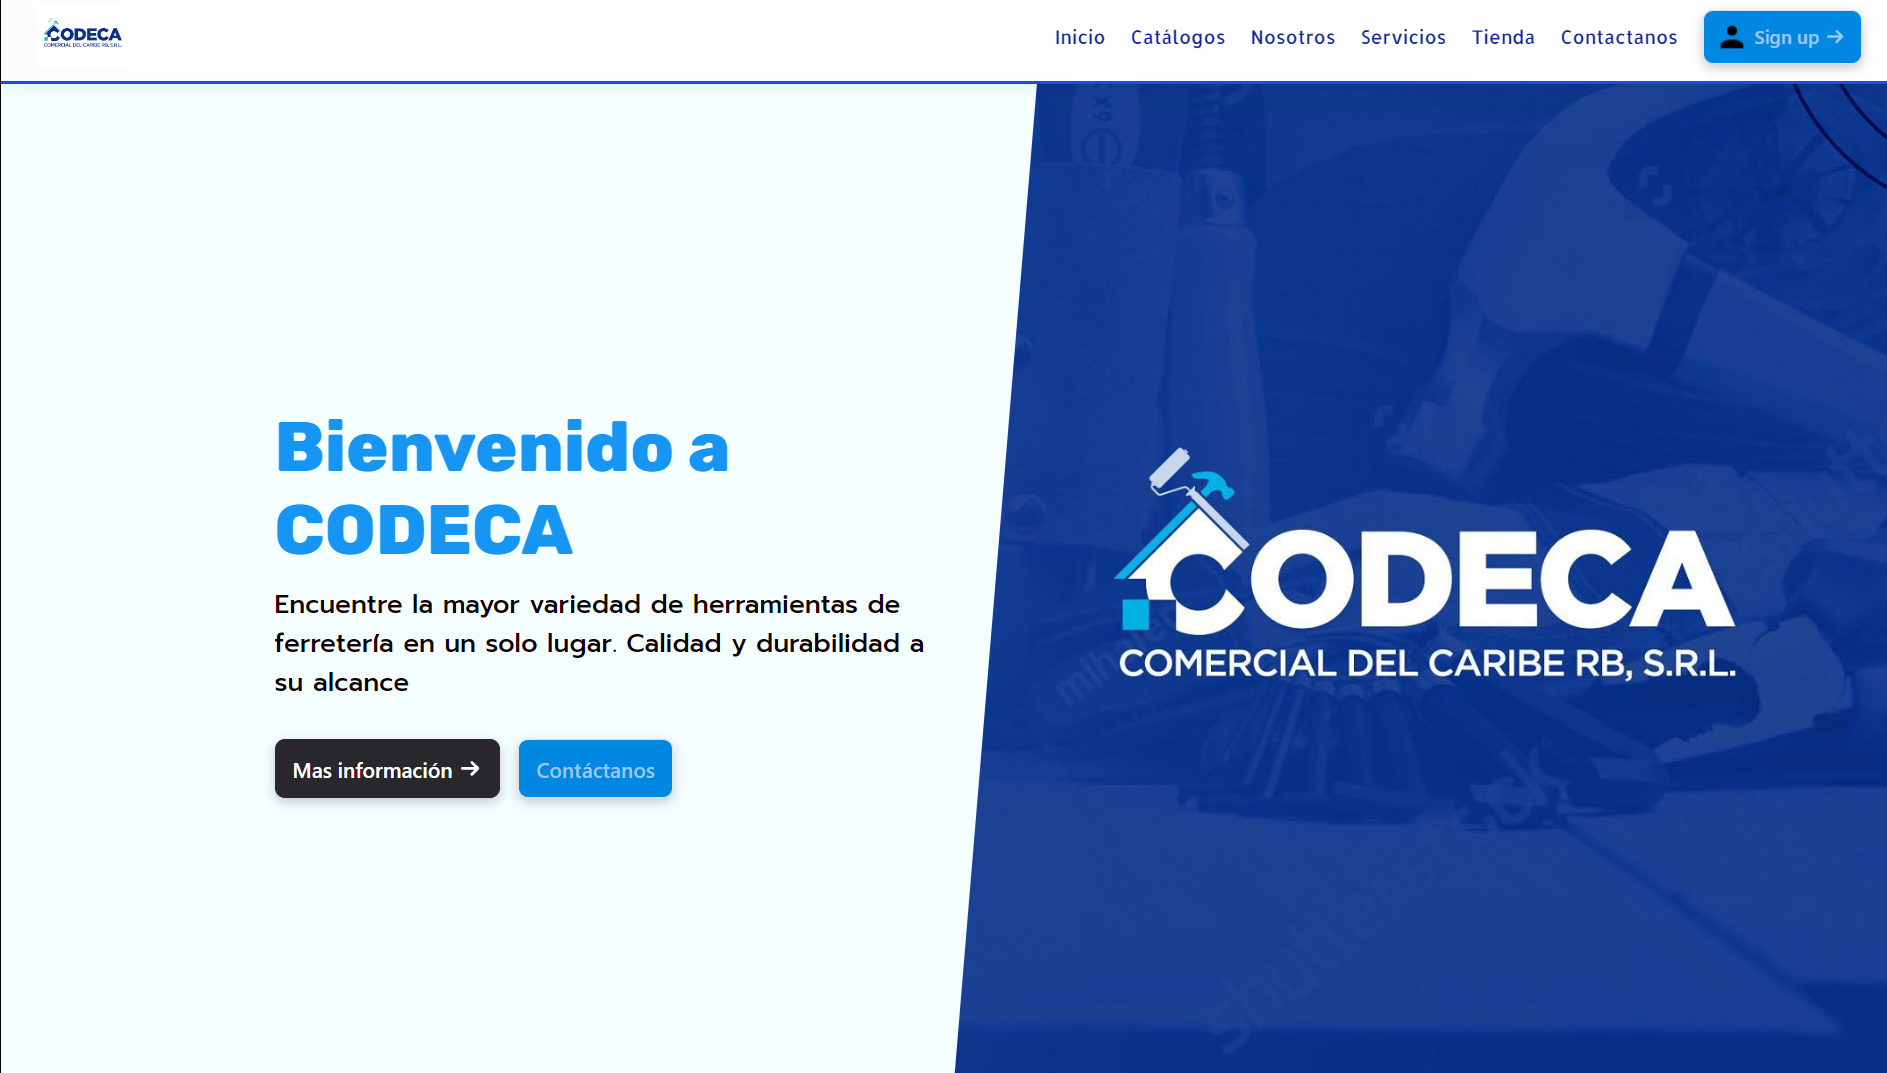 CODECA
COMERCIAL DEL CARIBE RB, S.R.L.
Inicio Catálogos Nosotros Servicios Tienda Contactanos Sign up →
Bienvenido a
CODECA
Encuentre la mayor variedad de herramientas de
ferretería en un solo lugar. Calidad y durabilidad a
su alcance
Mas información → Contáctanos
CODECA
COMERCIAL DEL CARIBE RB, S.R.L.